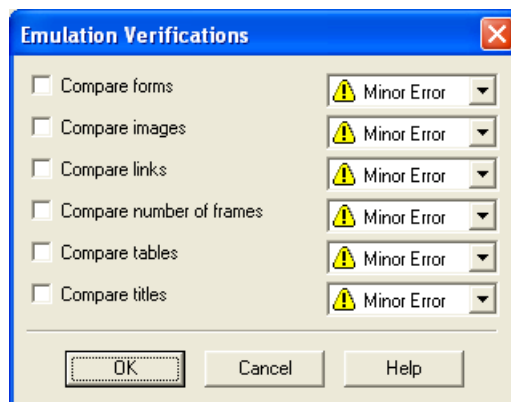 Emulation Verifications
Compare forms Minor Error
Compare images Minor Error
Compare links Minor Error
Compare number of frames Minor Error
Compare tables Minor Error
Compare titles Minor Error
OK Cancel Help